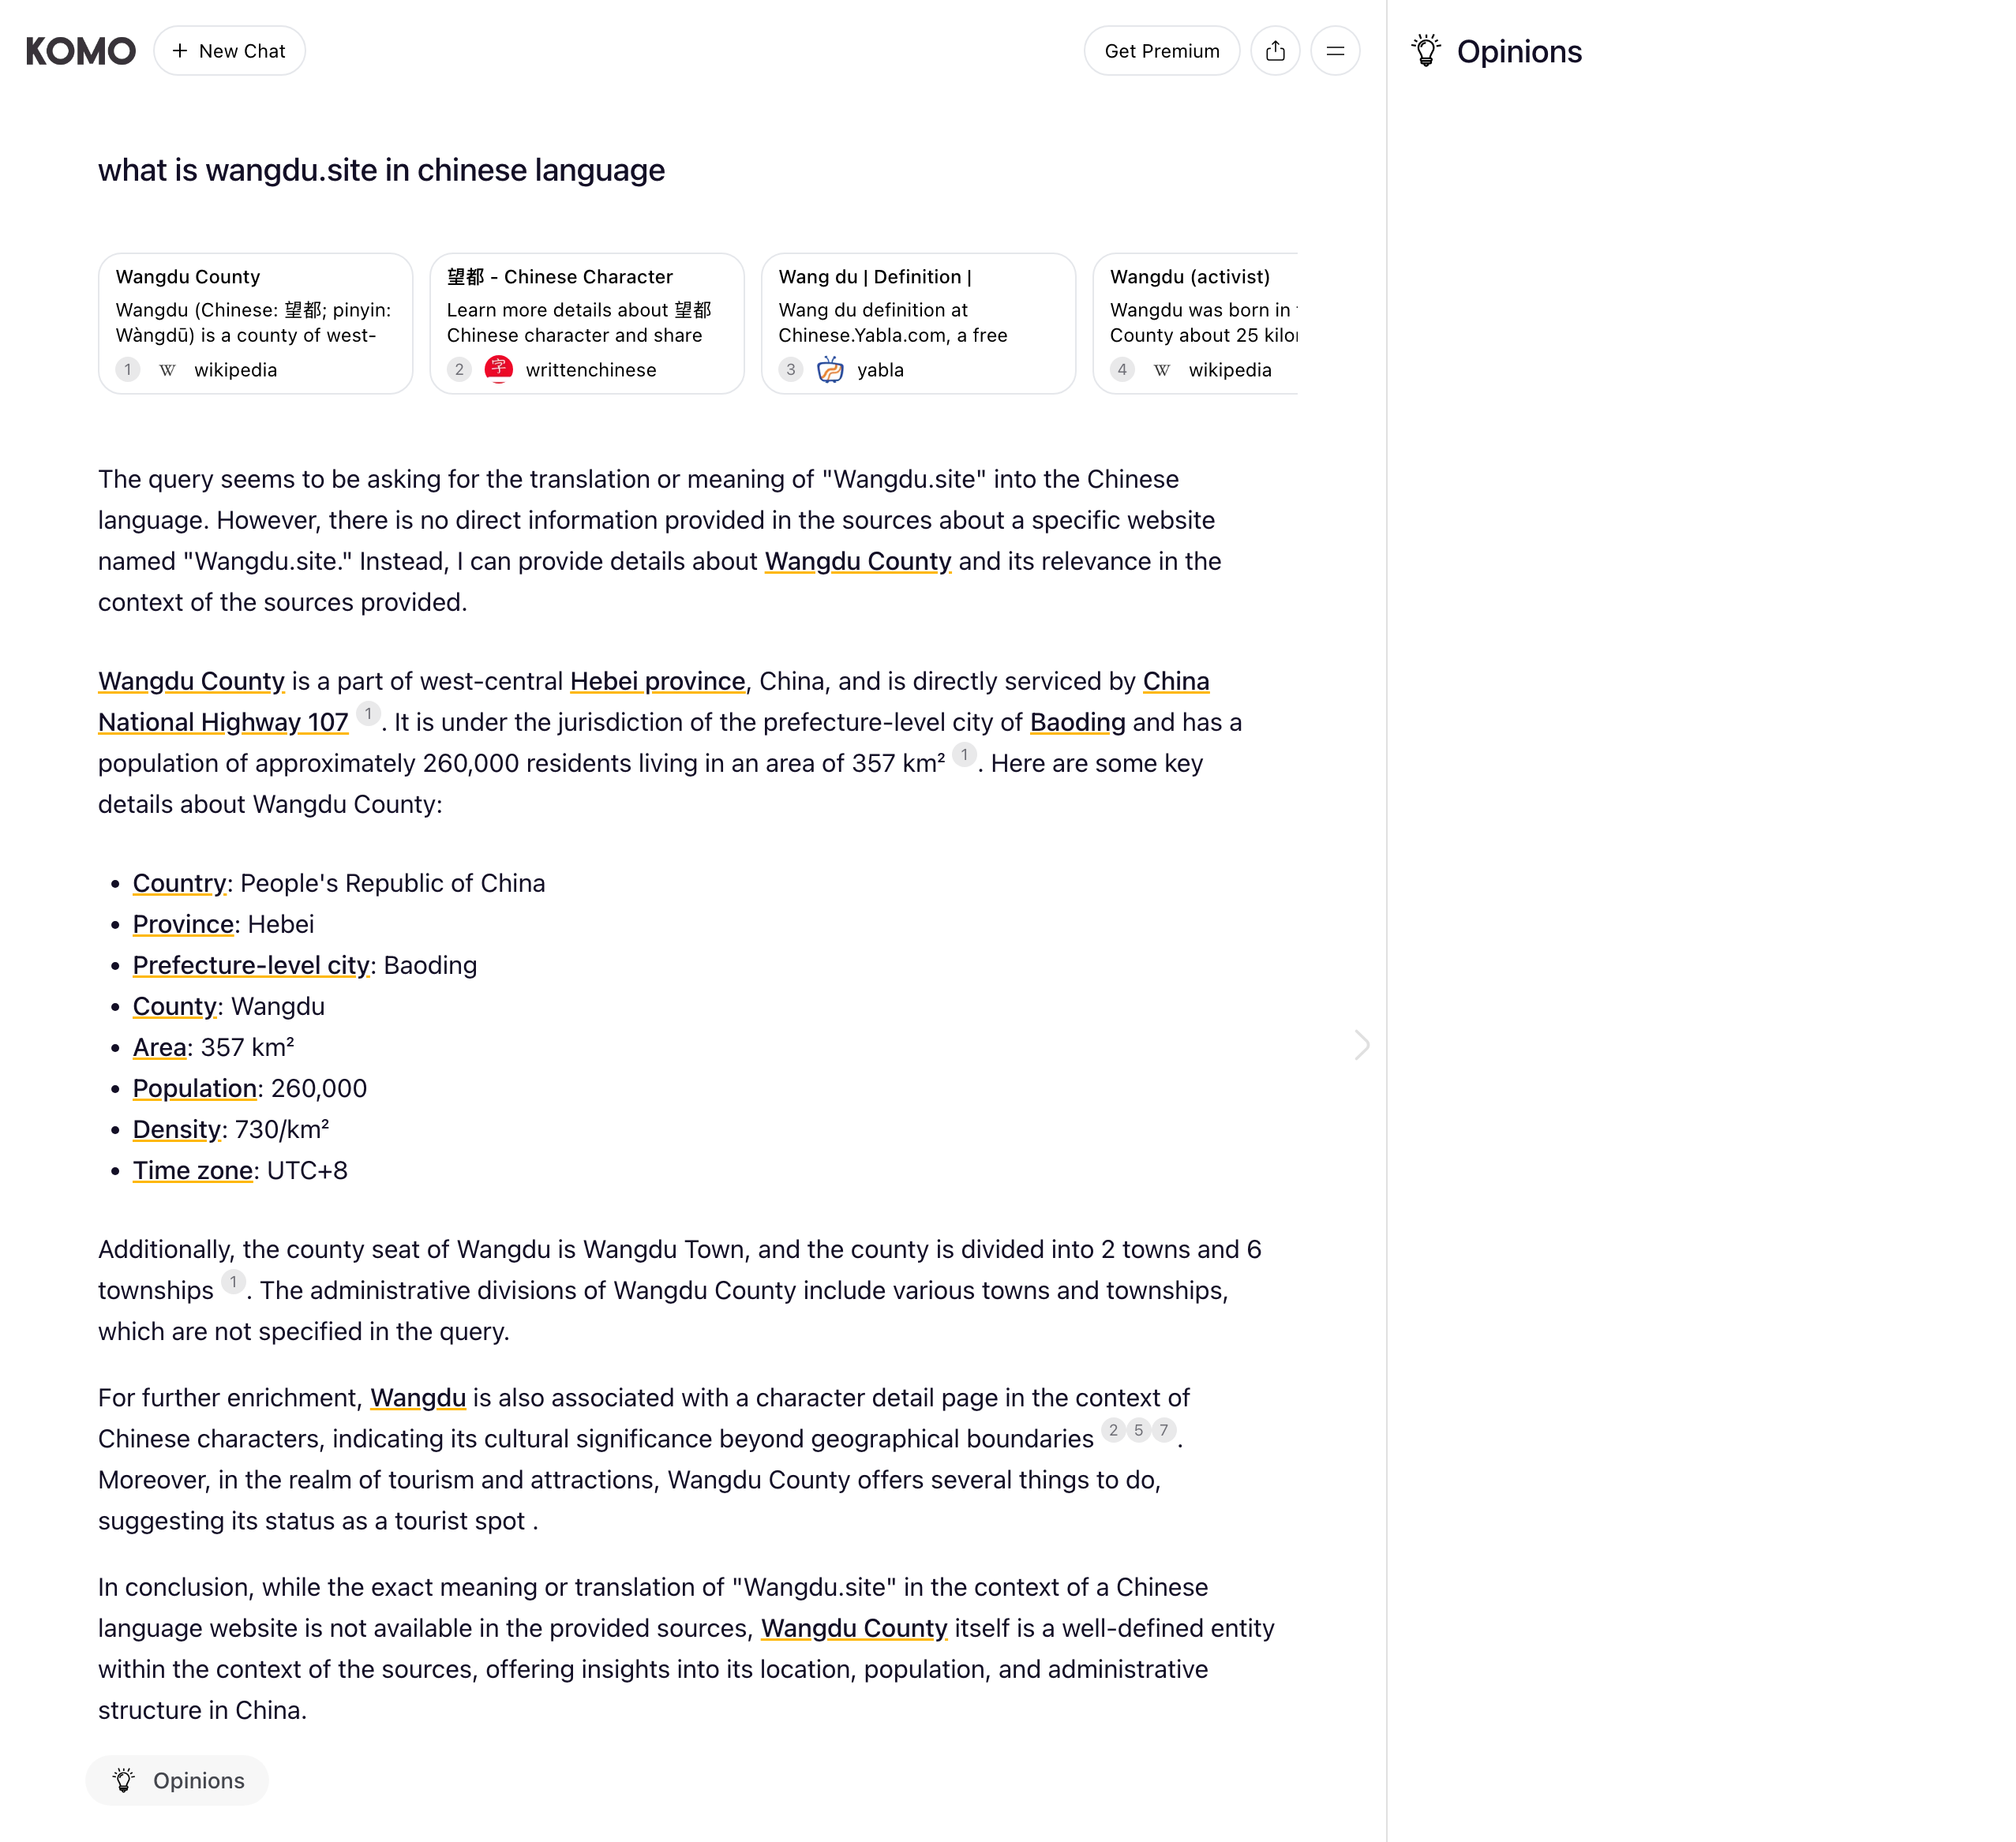 KOMO
+ New Chat
Get Premium
Opinions
what is wangdu.site in chinese language
Wangdu County
Wangdu (Chinese: 望都; pinyin:
Wàngdū) is a county of west-
1 W wikipedia
望都 - Chinese Character
Learn more details about 望都
Chinese character and share
2 字 writtenchinese
Wang du | Definition |
Wang du definition at
Chinese.Yabla.com, a free
3 yabla
Wangdu (activist)
Wangdu was born in
County about 25 kilo
4 W wikipedia
The query seems to be asking for the translation or meaning of "Wangdu.site" into the Chinese
language. However, there is no direct information provided in the sources about a specific website
named "Wangdu.site." Instead, I can provide details about Wangdu County and its relevance in the
context of the sources provided.
Wangdu County is a part of west-central Hebei province, China, and is directly serviced by China
National Highway 107 1. It is under the jurisdiction of the prefecture-level city of Baoding and has a
population of approximately 260,000 residents living in an area of 357 km² 1. Here are some key
details about Wangdu County:
• Country: People's Republic of China
• Province: Hebei
• Prefecture-level city: Baoding
• County: Wangdu
• Area: 357 km²
• Population: 260,000
• Density: 730/km²
• Time zone: UTC+8
Additionally, the county seat of Wangdu is Wangdu Town, and the county is divided into 2 towns and 6
townships 1. The administrative divisions of Wangdu County include various towns and townships,
which are not specified in the query.
For further enrichment, Wangdu is also associated with a character detail page in the context of
Chinese characters, indicating its cultural significance beyond geographical boundaries 2 5 7.
Moreover, in the realm of tourism and attractions, Wangdu County offers several things to do,
suggesting its status as a tourist spot .
In conclusion, while the exact meaning or translation of "Wangdu.site" in the context of a Chinese
language website is not available in the provided sources, Wangdu County itself is a well-defined entity
within the context of the sources, offering insights into its location, population, and administrative
structure in China.
Opinions